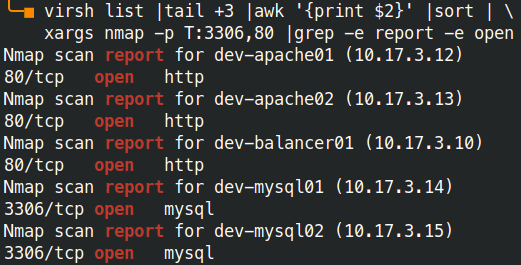 virsh list |tail +3 |awk '{print $2}' |sort | \
xargs nmap -p T:3306,80 |grep -e report -e open
Nmap scan report for dev-apache01 (10.17.3.12)
80/tcp   open   http
Nmap scan report for dev-apache02 (10.17.3.13)
80/tcp   open   http
Nmap scan report for dev-balancer01 (10.17.3.10)
80/tcp   open   http
Nmap scan report for dev-mysql01 (10.17.3.14)
3306/tcp open   mysql
Nmap scan report for dev-mysql02 (10.17.3.15)
3306/tcp open   mysql